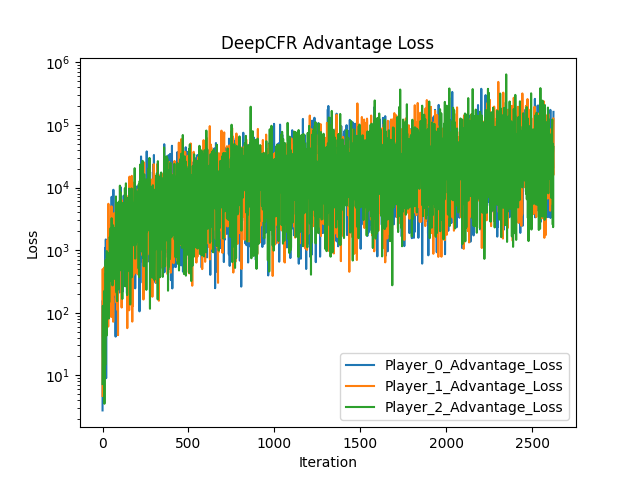 DeepCFR Advantage Loss
10^6
10^5
10^4
10^3
10^2
10^1
Loss
0 500 1000 1500 2000 2500
Iteration
Player_0_Advantage_Loss
Player_1_Advantage_Loss
Player_2_Advantage_Loss